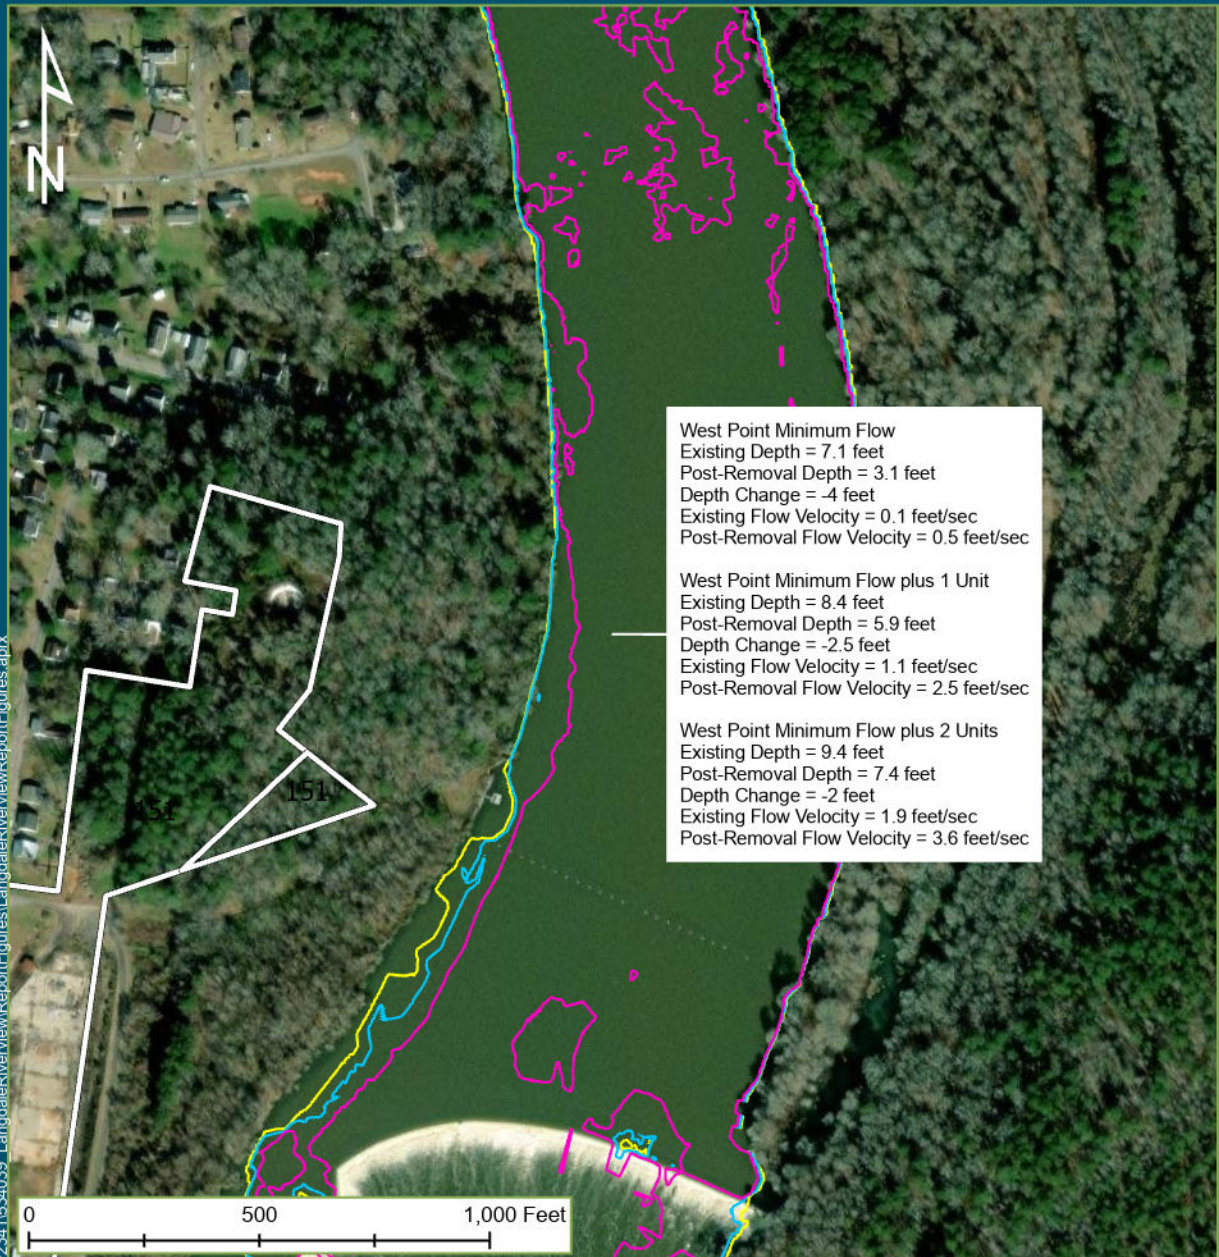 N
West Point Minimum Flow
Existing Depth = 7.1 feet
Post-Removal Depth = 3.1 feet
Depth Change = -4 feet
Existing Flow Velocity = 0.1 feet/sec
Post-Removal Flow Velocity = 0.5 feet/sec
West Point Minimum Flow plus 1 Unit
Existing Depth = 8.4 feet
Post-Removal Depth = 5.9 feet
Depth Change = -2.5 feet
Existing Flow Velocity = 1.1 feet/sec
Post-Removal Flow Velocity = 2.5 feet/sec
West Point Minimum Flow plus 2 Units
Existing Depth = 9.4 feet
Post-Removal Depth = 7.4 feet
Depth Change = -2 feet
Existing Flow Velocity = 1.9 feet/sec
Post-Removal Flow Velocity = 3.6 feet/sec
151
151
0 500 1,000 Feet